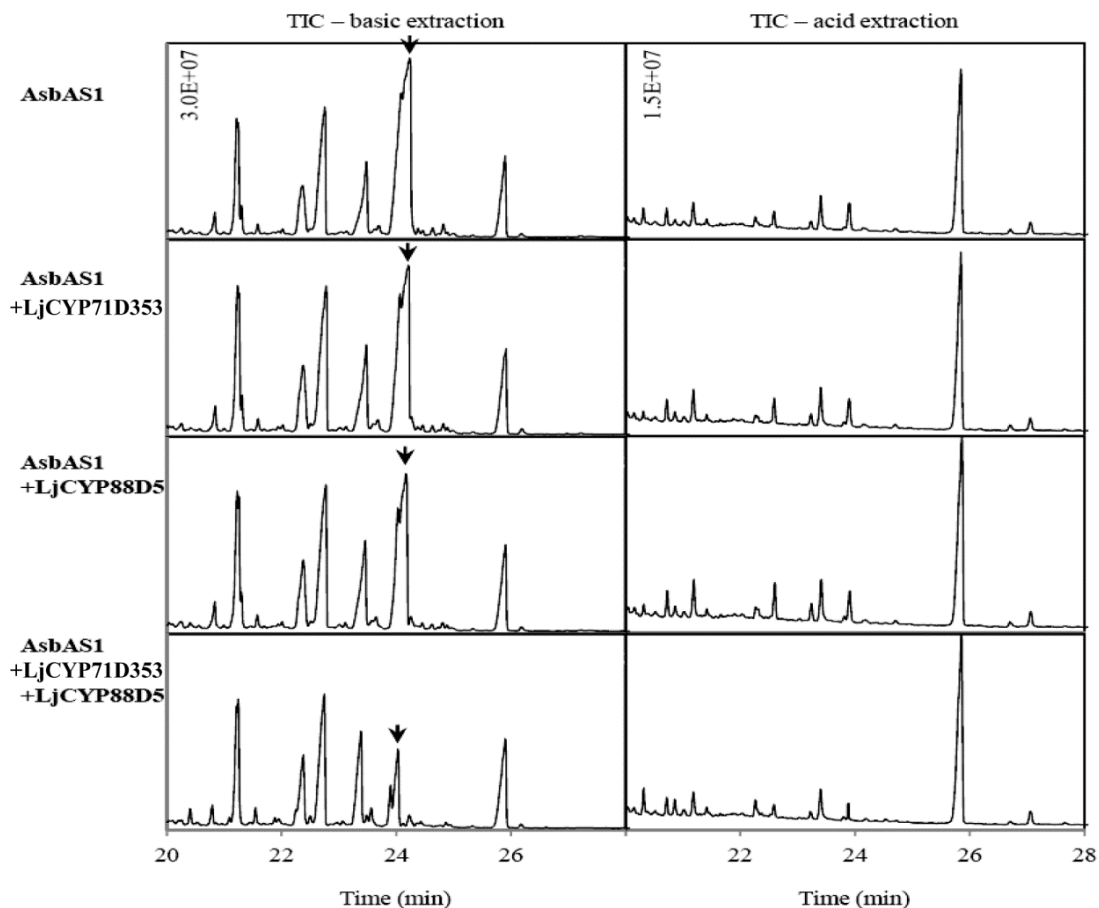 TIC – basic extraction
TIC – acid extraction
AsbAS1
3.0E+07
1.5E+07
AsbAS1
+LjCYP71D353
AsbAS1
+LjCYP88D5
AsbAS1
+LjCYP71D353
+LjCYP88D5
20 22 24 26 22 24 26 28
Time (min) Time (min)